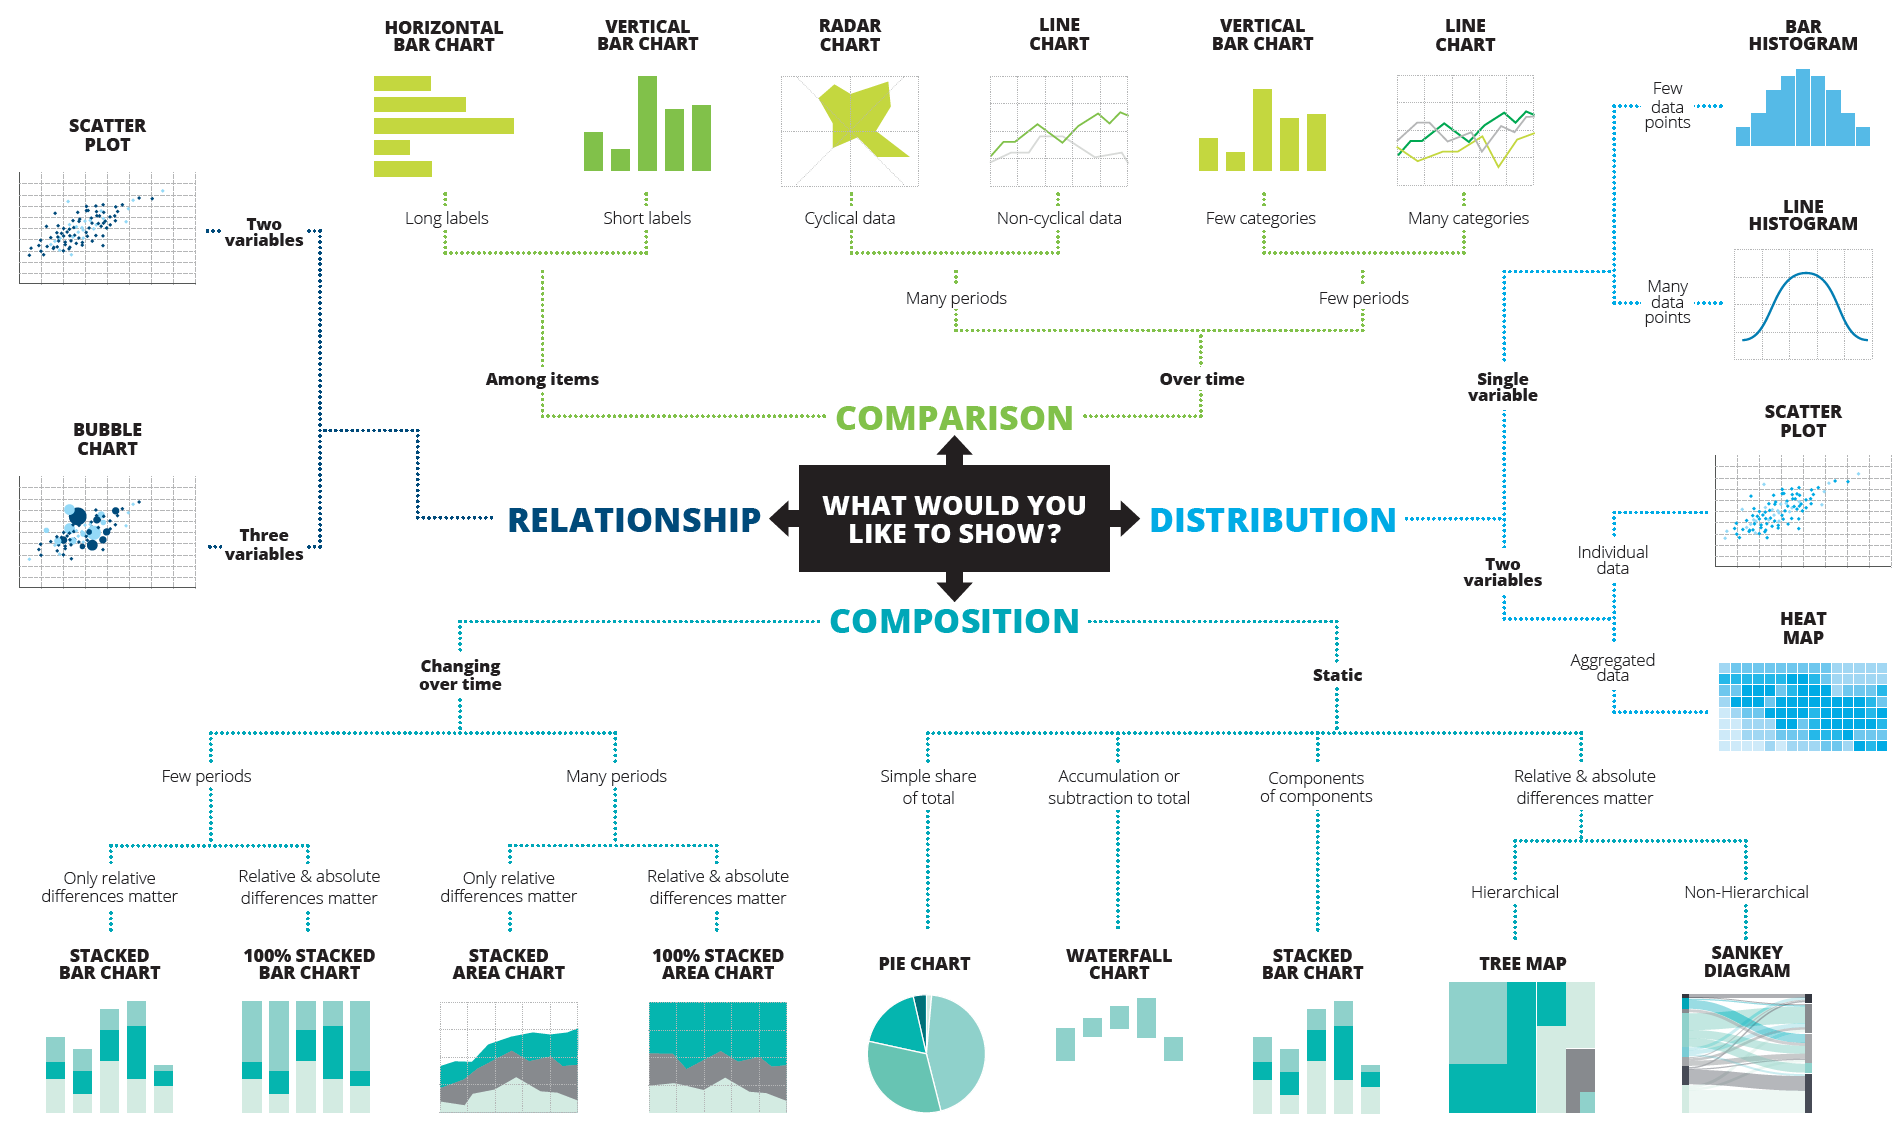 HORIZONTAL
BAR CHART
VERTICAL
BAR CHART
RADAR
CHART
LINE
CHART
VERTICAL
BAR CHART
LINE
CHART
BAR
HISTOGRAM
Few
data
points
SCATTER
PLOT
Two
variables
Long labels
Short labels
Cyclical data
Non-cyclical data
Few categories
Many categories
LINE
HISTOGRAM
Many
data
points
Many periods
Few periods
Among items
Over time
Single
variable
COMPARISON
BUBBLE
CHART
SCATTER
PLOT
Three
variables
RELATIONSHIP
WHAT WOULD YOU
LIKE TO SHOW?
DISTRIBUTION
Two
variables
Individual
data
Aggregated
data
HEAT
MAP
COMPOSITION
Changing
over time
Static
Few periods
Many periods
Simple share
of total
Accumulation or
subtraction to total
Components
of components
Relative & absolute
differences matter
Only relative
differences matter
Relative & absolute
differences matter
Only relative
differences matter
Relative & absolute
differences matter
Hierarchical
Non-Hierarchical
STACKED
BAR CHART
100% STACKED
BAR CHART
STACKED
AREA CHART
100% STACKED
AREA CHART
PIE CHART
WATERFALL
CHART
STACKED
BAR CHART
TREE MAP
SANKEY
DIAGRAM